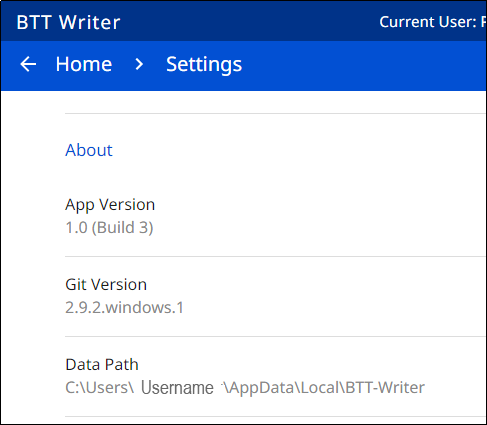 BTT Writer Current User: F
← Home > Settings
About
App Version
1.0 (Build 3)
Git Version
2.9.2.windows.1
Data Path
C:\Users\ Username \AppData\Local\BTT-Writer